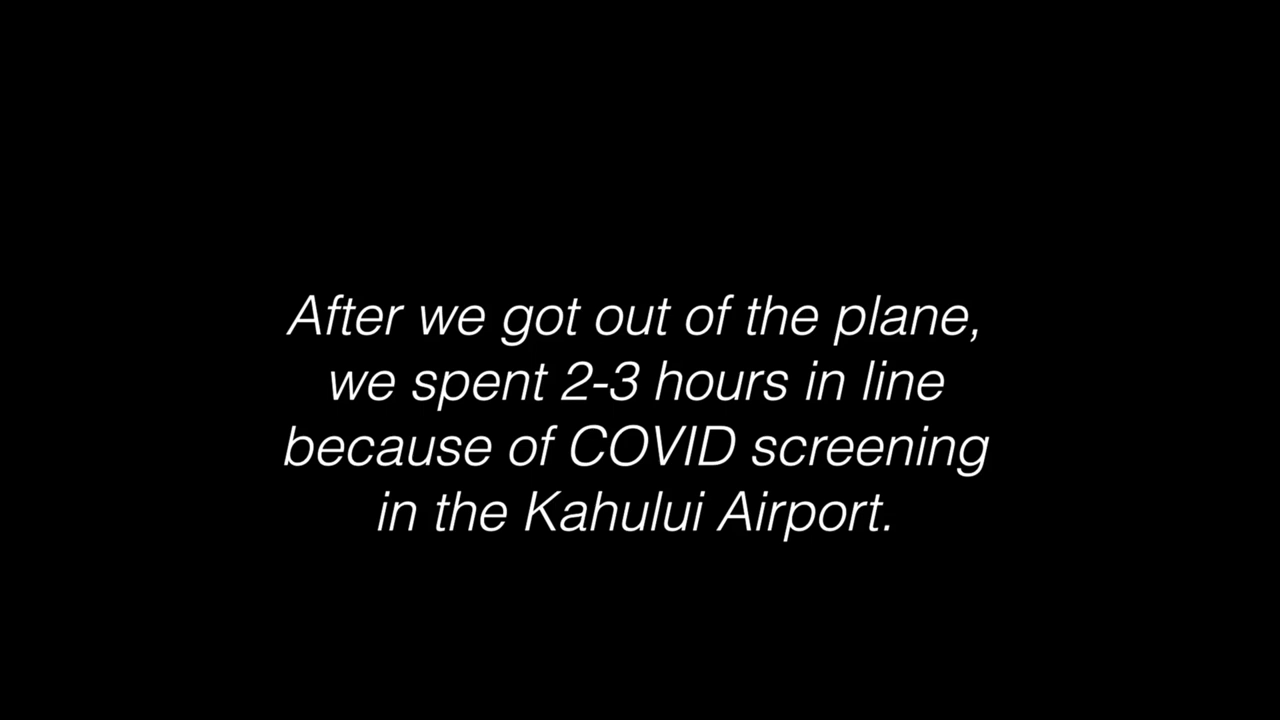 After we got out of the plane,
we spent 2-3 hours in line
because of COVID screening
in the Kahului Airport.